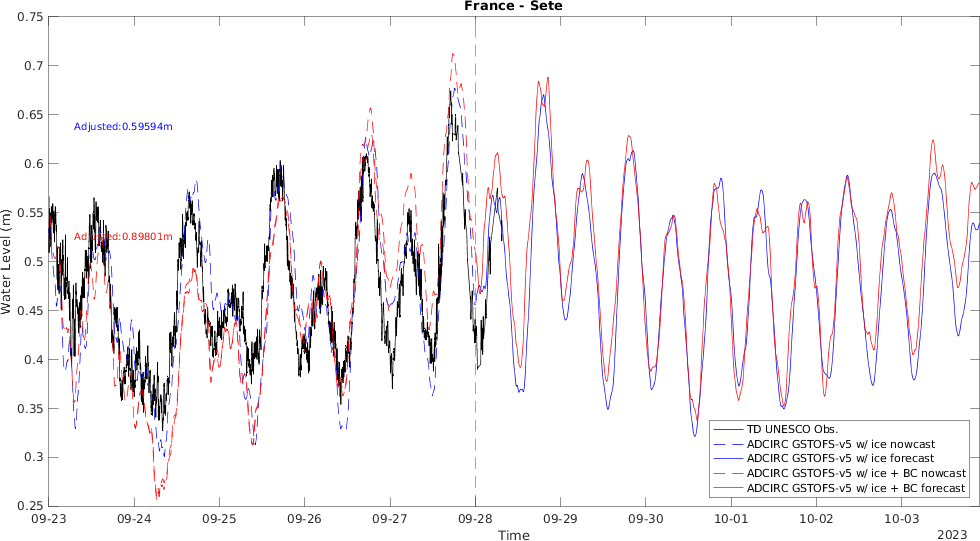 France - Sete
0.75
0.7
0.65
0.6
0.55
0.5
0.45
0.4
0.35
0.3
0.25
Water Level (m)
Adjusted:0.59594m
Adjusted:0.89801m
TD UNESCO Obs.
ADCIRC GSTOFS-v5 w/ ice nowcast
ADCIRC GSTOFS-v5 w/ ice forecast
ADCIRC GSTOFS-v5 w/ ice + BC nowcast
ADCIRC GSTOFS-v5 w/ ice + BC forecast
09-23 09-24 09-25 09-26 09-27 09-28 09-29 09-30 10-01 10-02 10-03
Time
2023